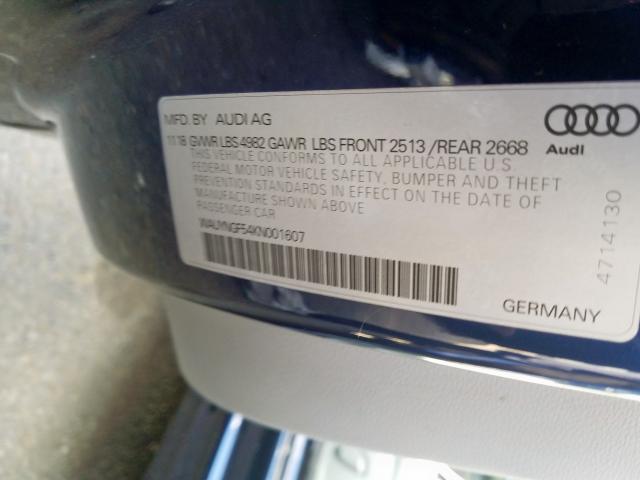 MFD. BY AUDI AG
11 18 GVWR LBS 4982 GAWR LBS FRONT 2513 /REAR 2668
THIS VEHICLE CONFORMS TO ALL APPLICABLE U.S
FEDERAL MOTOR VEHICLE SAFETY, BUMPER AND THEFT
PREVENTION STANDARDS IN EFFECT ON THE DATE OF
MANUFACTURE SHOWN ABOVE
PASSENGER CAR
WAUYNGF54KN001607
Audi
4714130
GERMANY